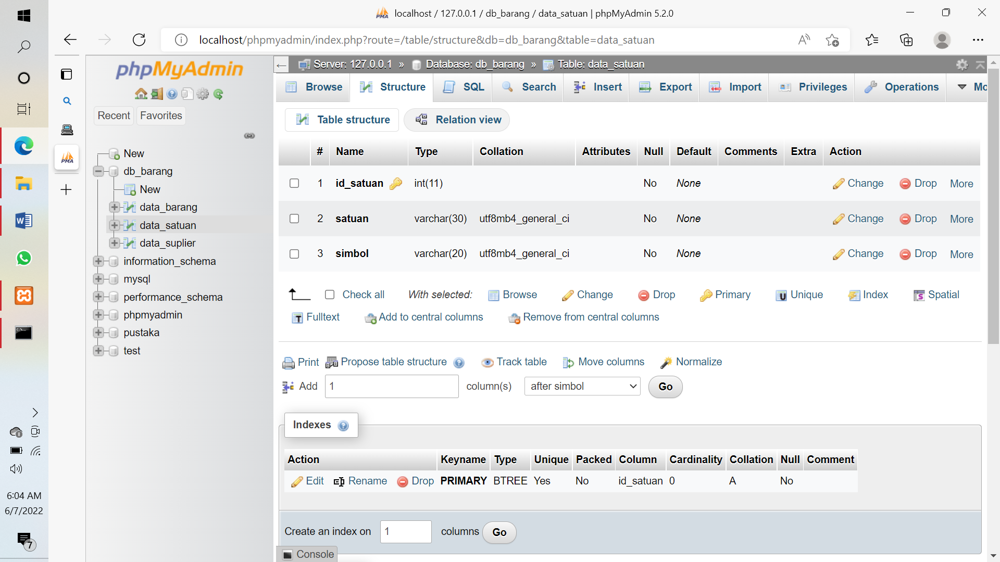 localhost / 127.0.0.1 / db_barang / data_satuan | phpMyAdmin 5.2.0
localhost/phpmyadmin/index.php?route=/table/structure&db=db_barang&table=data_satuan
phpMyAdmin
Recent Favorites
New
db_barang
New
data_barang
data_satuan
data_suplier
information_schema
mysql
performance_schema
phpmyadmin
pustaka
test
Server: 127.0.0.1 » Database: db_barang » Table: data_satuan
Browse Structure SQL Search Insert Export Import Privileges Operations Mo
Table structure Relation view
# Name Type Collation Attributes Null Default Comments Extra Action
1 id_satuan int(11) No None Change Drop More
2 satuan varchar(30) utf8mb4_general_ci No None Change Drop More
3 simbol varchar(20) utf8mb4_general_ci No None Change Drop More
Check all With selected: Browse Change Drop Primary Unique Index Spatial
Fulltext Add to central columns Remove from central columns
Print Propose table structure Track table Move columns Normalize
Add 1 column(s) after simbol Go
Indexes
Action Keyname Type Unique Packed Column Cardinality Collation Null Comment
Edit Rename Drop PRIMARY BTREE Yes No id_satuan 0 A No
Create an index on 1 columns Go
Console
PMA
6:04 AM
6/7/2022
7